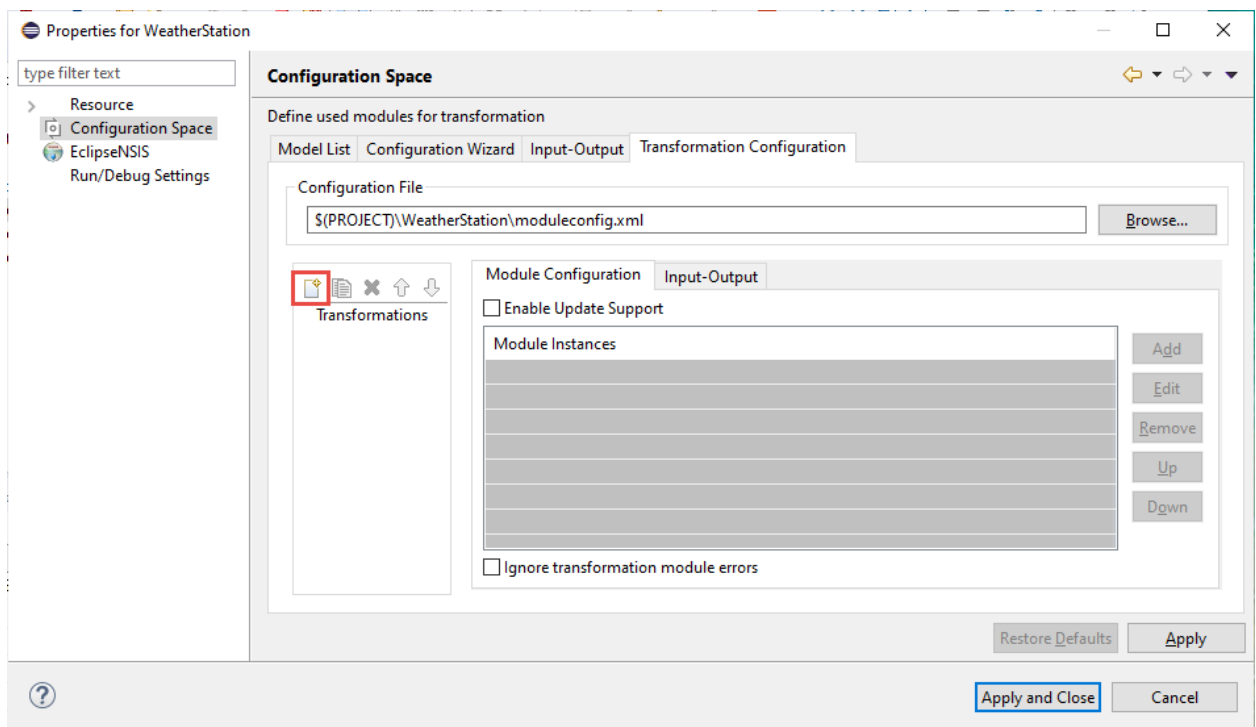 Properties for WeatherStation
type filter text
Resource
Configuration Space
EclipseNSIS
Run/Debug Settings
Configuration Space
Define used modules for transformation
Model List Configuration Wizard Input-Output Transformation Configuration
Configuration File
$(PROJECT)\WeatherStation\moduleconfig.xml Browse...
Transformations
Module Configuration Input-Output
Enable Update Support
Module Instances
Add
Edit
Remove
Up
Down
Ignore transformation module errors
Restore Defaults Apply
? Apply and Close Cancel